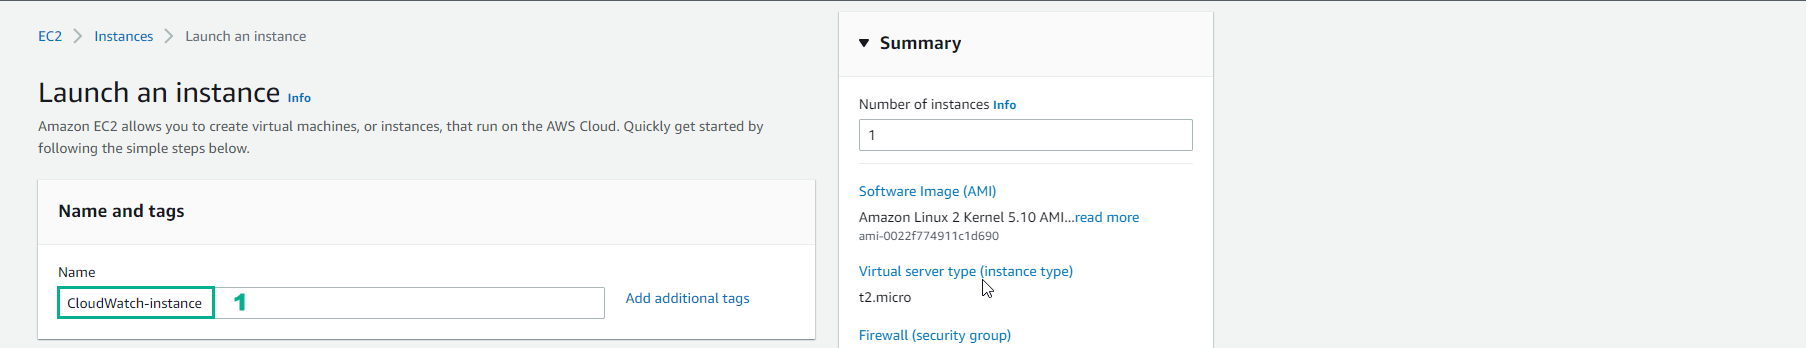 EC2 > Instances > Launch an instance
Launch an instance Info
Amazon EC2 allows you to create virtual machines, or instances, that run on the AWS Cloud. Quickly get started by
following the simple steps below.
Name and tags
Name
CloudWatch-instance 1
Add additional tags
Summary
Number of instances Info
1
Software Image (AMI)
Amazon Linux 2 Kernel 5.10 AMI...read more
ami-0022f774911c1d690
Virtual server type (instance type)
t2.micro
Firewall (security group)